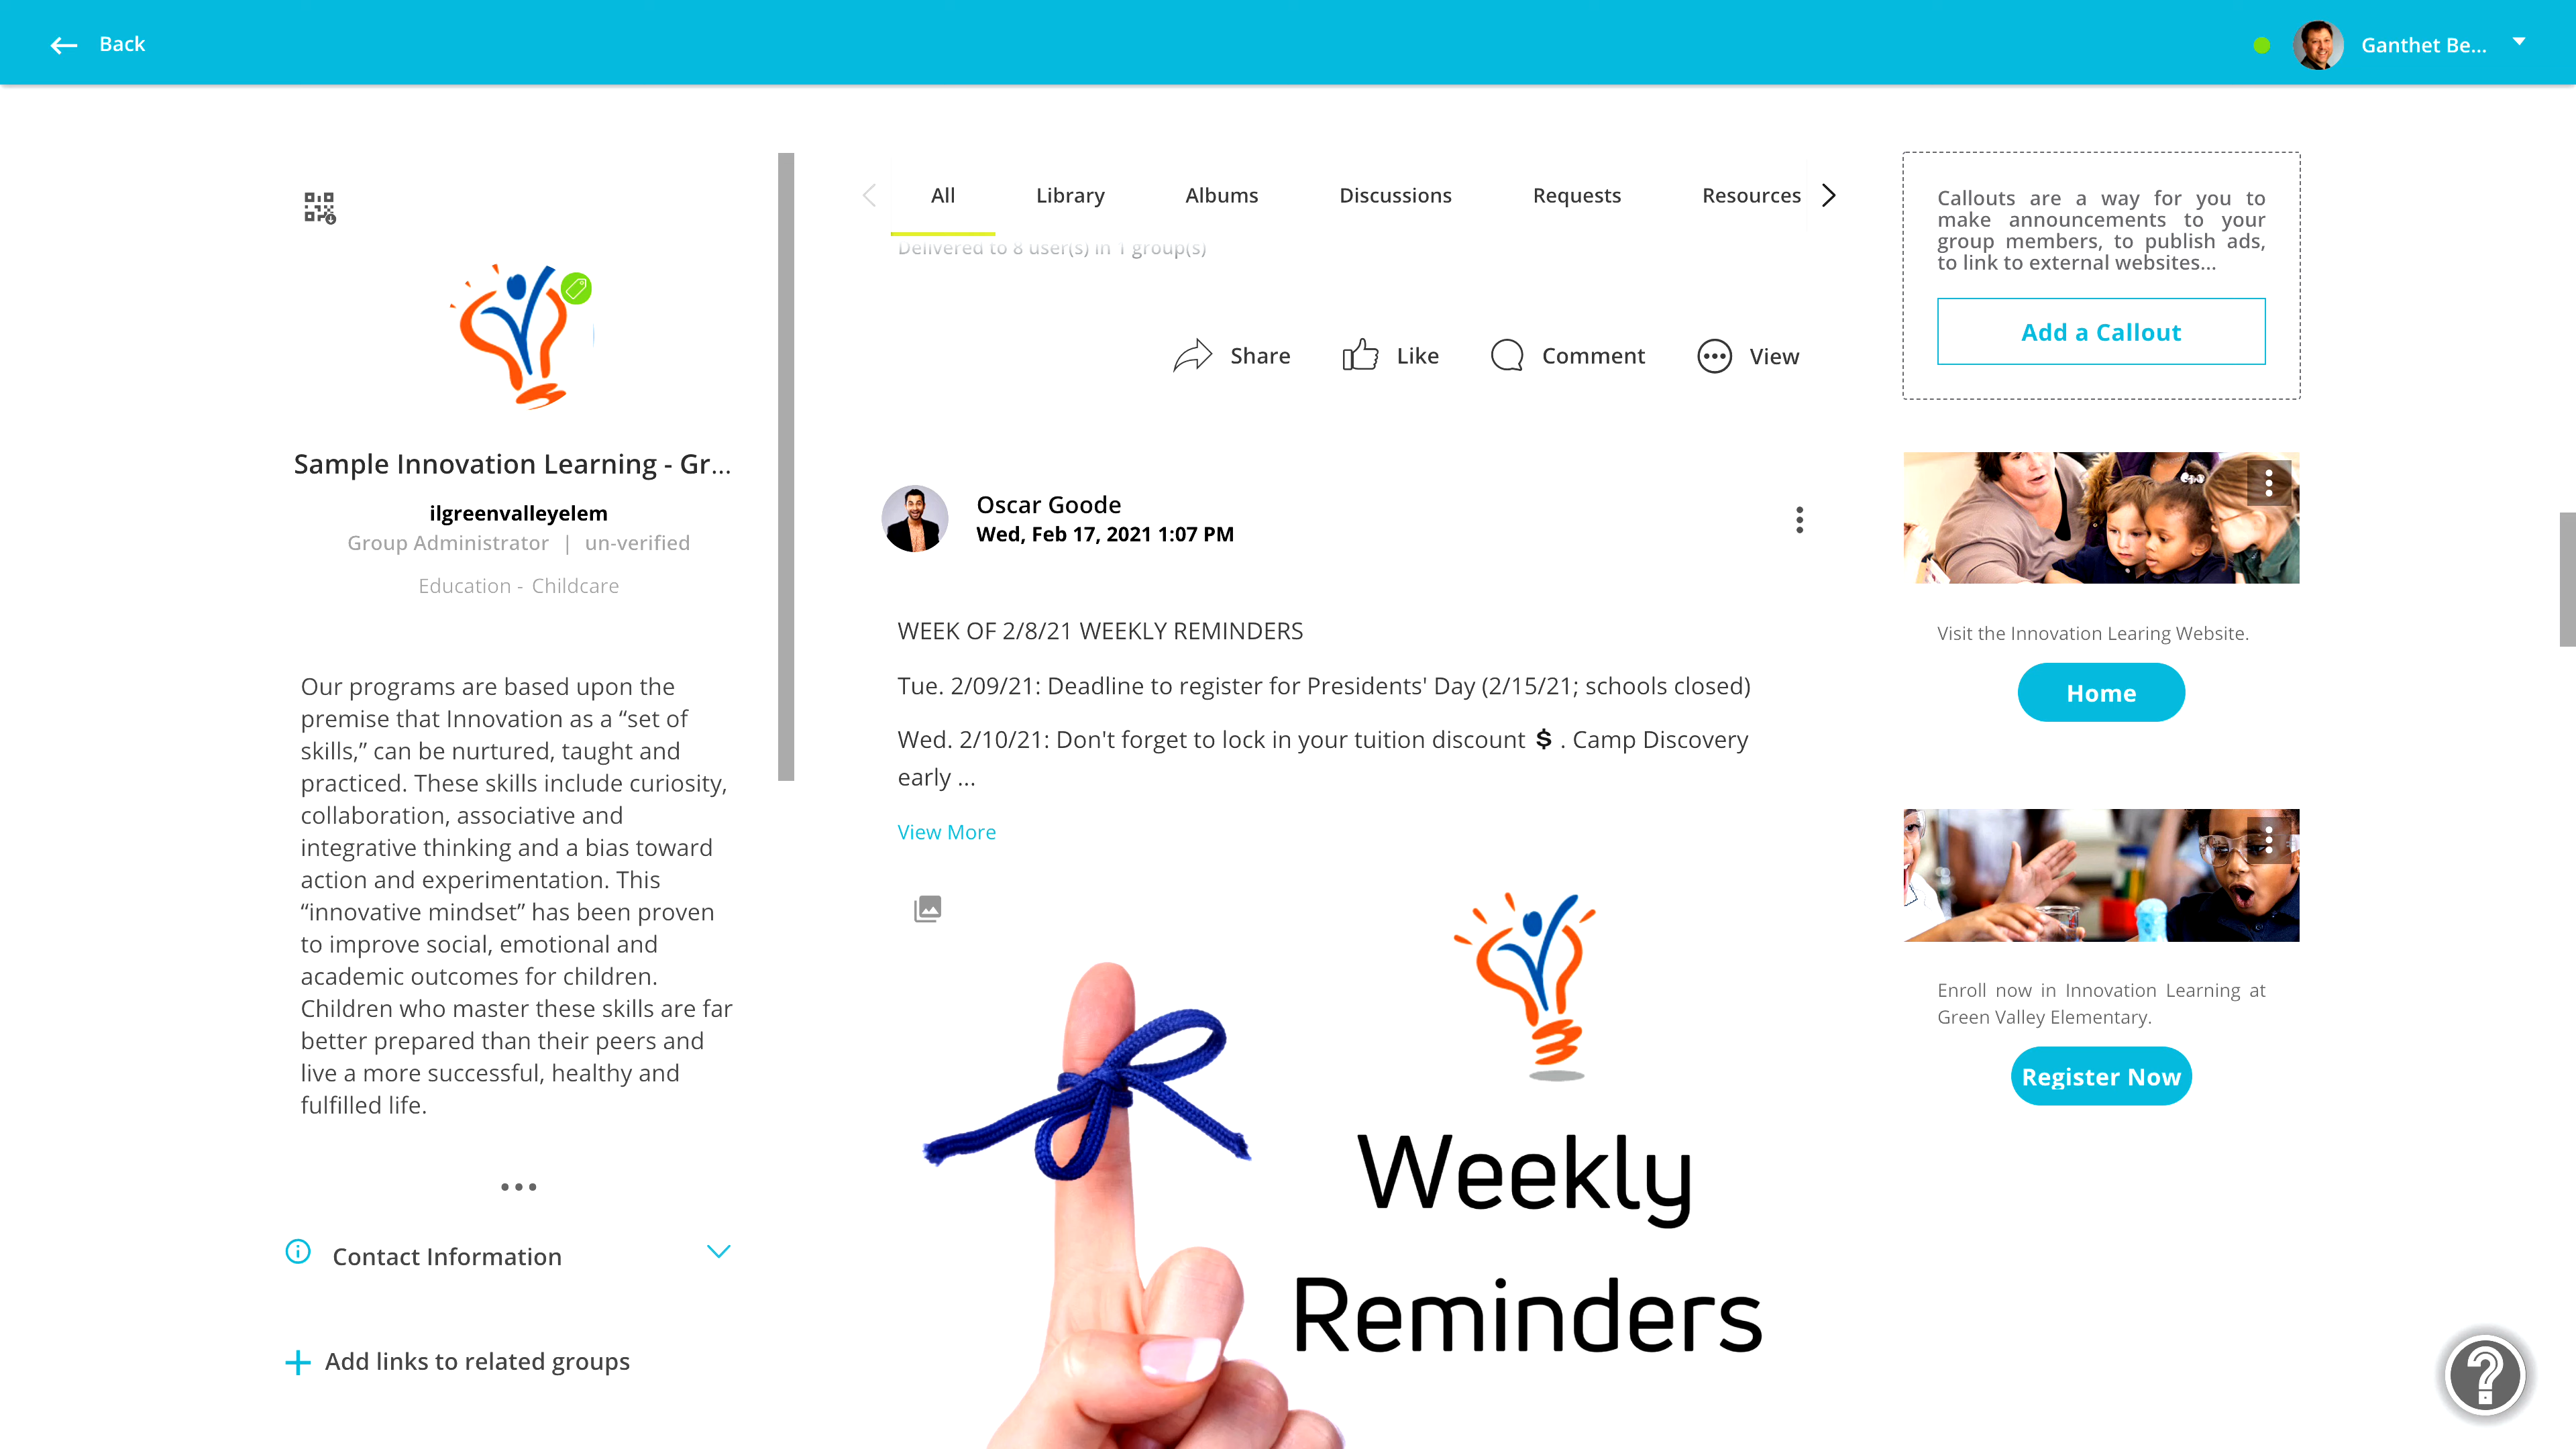 Back
Ganthet Be...
Sample Innovation Learning - Gr...
ilgreenvalleyelem
Group Administrator | un-verified
Education - Childcare
Our programs are based upon the
premise that Innovation as a “set of
skills,” can be nurtured, taught and
practiced. These skills include curiosity,
collaboration, associative and
integrative thinking and a bias toward
action and experimentation. This
“innovative mindset” has been proven
to improve social, emotional and
academic outcomes for children.
Children who master these skills are far
better prepared than their peers and
live a more successful, healthy and
fulfilled life.
Contact Information
Add links to related groups
All Library Albums Discussions Requests Resources
Delivered to 8 user(s) in 1 group(s)
Share Like Comment View
Oscar Goode
Wed, Feb 17, 2021 1:07 PM
WEEK OF 2/8/21 WEEKLY REMINDERS
Tue. 2/09/21: Deadline to register for Presidents' Day (2/15/21; schools closed)
Wed. 2/10/21: Don't forget to lock in your tuition discount $ . Camp Discovery
early ...
View More
Weekly
Reminders
Callouts are a way for you to
make announcements to your
group members, to publish ads,
to link to external websites...
Add a Callout
Visit the Innovation Learing Website.
Home
Enroll now in Innovation Learning at
Green Valley Elementary.
Register Now